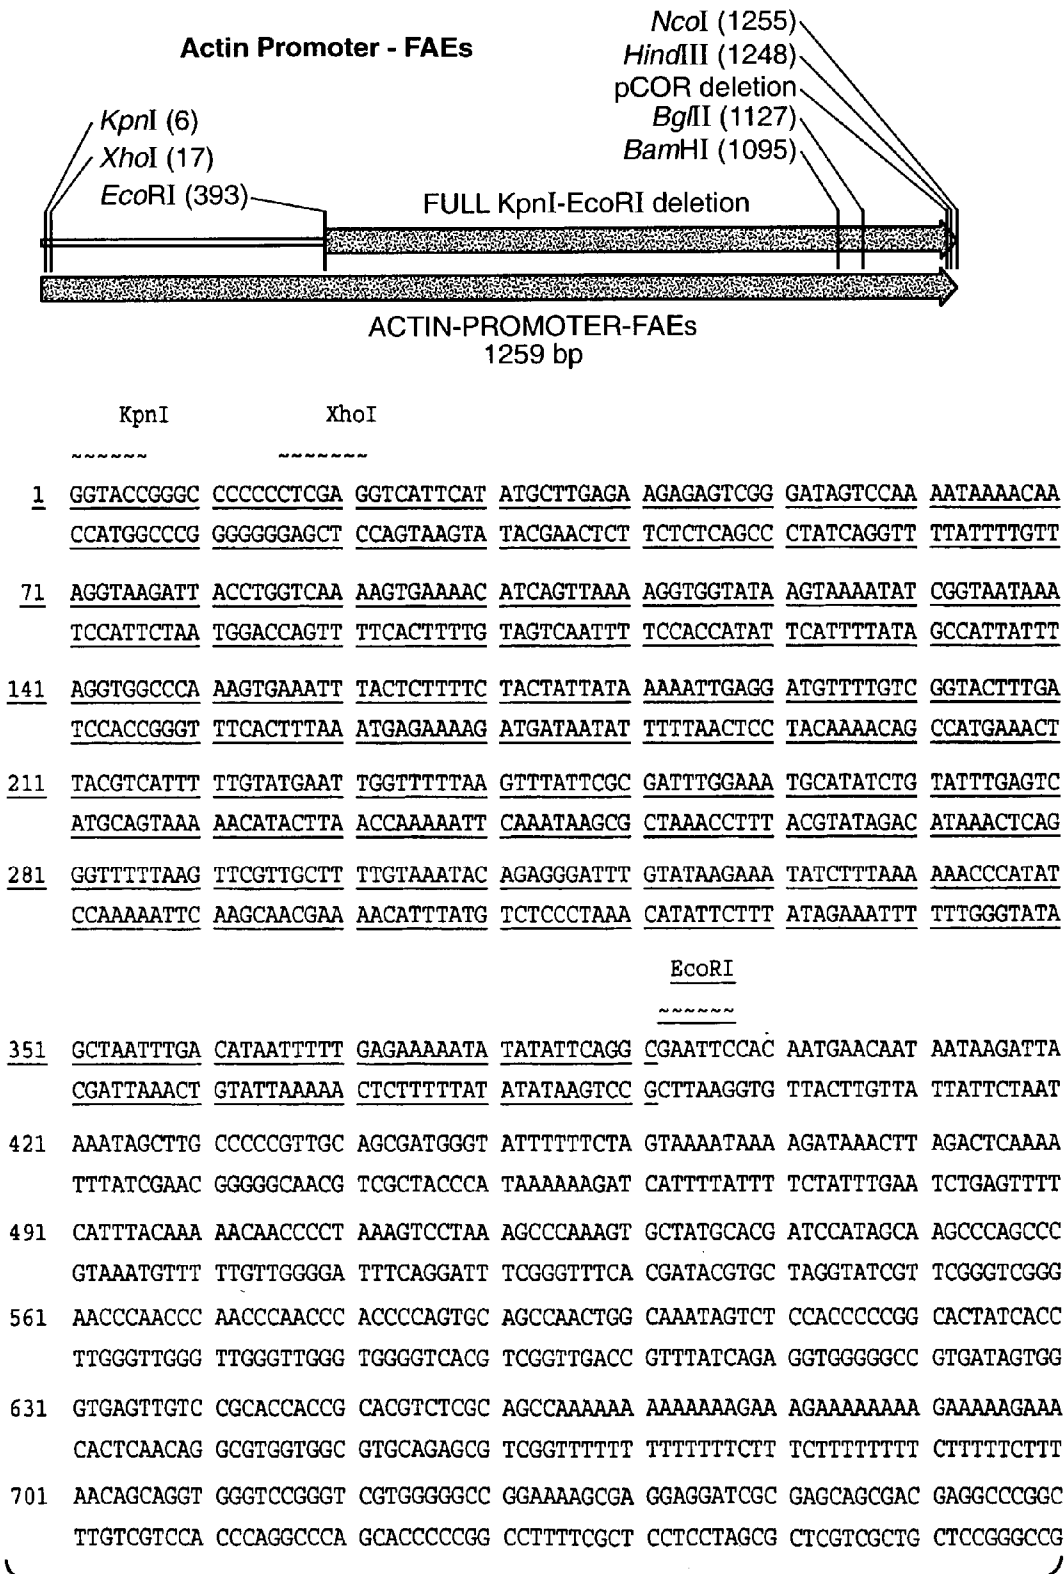 Actin Promoter - FAEs
NcoI (1255)
HindIII (1248)
pCOR deletion
BglII (1127)
BamHI (1095)
KpnI (6)
XhoI (17)
EcoRI (393)
FULL KpnI-EcoRI deletion
ACTIN-PROMOTER-FAEs
1259 bp
KpnI XhoI
~~~~~~ ~~~~~~~
1 GGTACCGGGC CCCCCCTCGA GGTCATTCAT ATGCTTGAGA AGAGAGTCGG GATAGTCCAA AATAAAACAA
CCATGGCCCG GGGGGGAGCT CCAGTAAGTA TACGAACTCT TCTCTCAGCC CTATCAGGTT TTATTTTGTT
71 AGGTAAGATT ACCTGGTCAA AAGTGAAAAC ATCAGTTAAA AGGTGGTATA AGTAAAATAT CGGTAATAAA
TCCATTCTAA TGGACCAGTT TTCACTTTTG TAGTCAATTT TCCACCATAT TCATTTTATA GCCATTATTT
141 AGGTGGCCCA AAGTGAAATT TACTCTTTTC TACTATTATA AAAATTGAGG ATGTTTTGTC GGTACTTTGA
TCCACCGGGT TTCACTTTAA ATGAGAAAAG ATGATAATAT TTTTAACTCC TACAAAACAG CCATGAAACT
211 TACGTCATTT TTGTATGAAT TGGTTTTTAA GTTTATTCGC GATTTGGAAA TGCATATCTG TATTTGAGTC
ATGCAGTAAA AACATACTTA ACCAAAAATT CAAATAAGCG CTAAACCTTT ACGTATAGAC ATAAACTCAG
281 GGTTTTTAAG TTCGTTGCTT TTGTAAATAC AGAGGGATTT GTATAAGAAA TATCTTTAAA AAACCCATAT
CCAAAAATTC AAGCAACGAA AACATTTATG TCTCCCTAAA CATATTCTTT ATAGAAATTT TTTGGGTATA
EcoRI
~~~~~~
351 GCTAATTTGA CATAATTTTT GAGAAAAATA TATATTCAGG CGAATTCCAC AATGAACAAT AATAAGATTA
CGATTAAACT GTATTAAAAA CTCTTTTTAT ATATAAGTCC GCTTAAGGTG TTACTTGTTA TTATTCTAAT
421 AAATAGCTTG CCCCCGTTGC AGCGATGGGT ATTTTTTCTA GTAAAATAAA AGATAAACTT AGACTCAAAA
TTTATCGAAC GGGGGCAACG TCGCTACCCA TAAAAAAGAT CATTTTATTT TCTATTTGAA TCTGAGTTTT
491 CATTTACAAA AACAACCCCT AAAGTCCTAA AGCCCAAAGT GCTATGCACG ATCCATAGCA AGCCCAGCCC
GTAAATGTTT TTGTTGGGGA TTTCAGGATT TCGGGTTTCA CGATACGTGC TAGGTATCGT TCGGGTCGGG
561 AACCCAACCC AACCCAACCC ACCCCAGTGC AGCCAACTGG CAAATAGTCT CCACCCCCGG CACTATCACC
TTGGGTTGGG TTGGGTTGGG TGGGGTCACG TCGGTTGACC GTTTATCAGA GGTGGGGGCC GTGATAGTGG
631 GTGAGTTGTC CGCACCACCG CACGTCTCGC AGCCAAAAAA AAAAAAAGAA AGAAAAAAAA GAAAAAGAAA
CACTCAACAG GCGTGGTGGC GTGCAGAGCG TCGGTTTTTT TTTTTTTCTT TCTTTTTTTT CTTTTTCTTT
701 AACAGCAGGT GGGTCCGGGT CGTGGGGGCC GGAAAAGCGA GGAGGATCGC GAGCAGCGAC GAGGCCCGGC
TTGTCGTCCA CCCAGGCCCA GCACCCCCGG CCTTTTCGCT CCTCCTAGCG CTCGTCGCTG CTCCGGGCCG